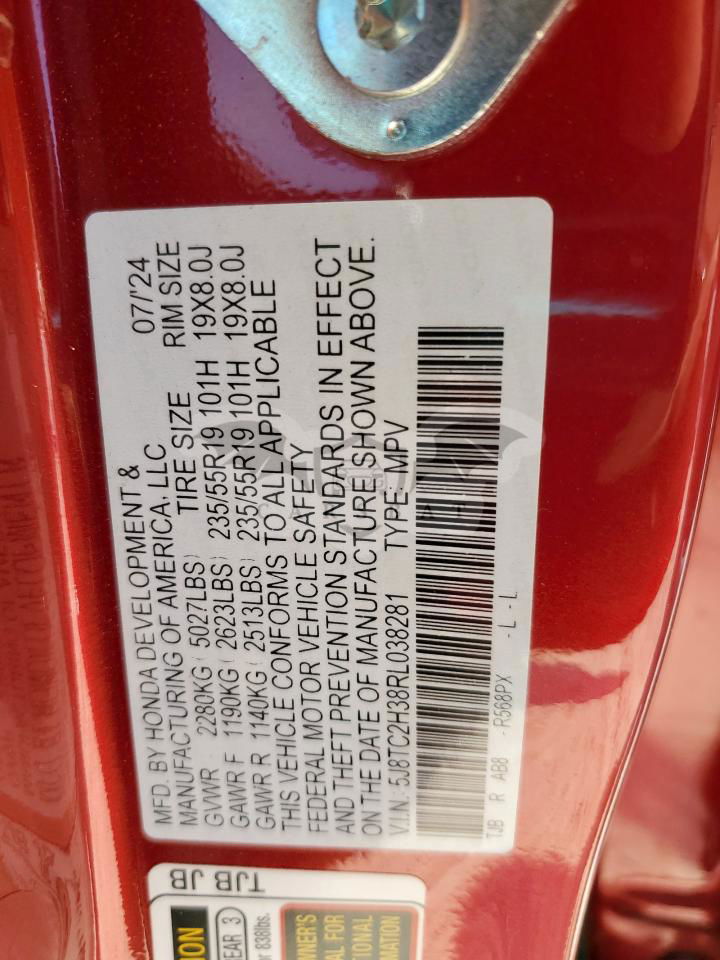 MFD. BY HONDA DEVELOPMENT & 07/'24
MANUFACTURING OF AMERICA, LLC
TIRE SIZE RIM SIZE
GVWR 2280KG ( 5027LBS)
GAWR F 1190KG ( 2623LBS) 235/55R19 101H 19X8.0J
GAWR R 1140KG ( 2513LBS) 235/55R19 101H 19X8.0J
THIS VEHICLE CONFORMS TO ALL APPLICABLE
FEDERAL MOTOR VEHICLE SAFETY
AND THEFT PREVENTION STANDARDS IN EFFECT
ON THE DATE OF MANUFACTURE SHOWN ABOVE.
V.I.N.: 5J8TC2H38RL038281 TYPE: MPV
TJB R AB8 - R568PX - L - L
TJB JB
EAR 3
838lbs.